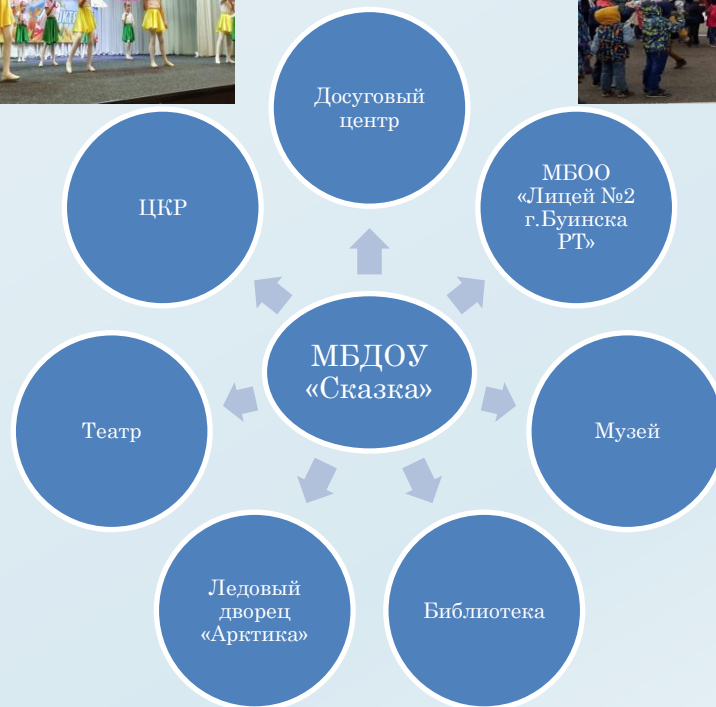 Досуговый
центр
МБОО
«Лицей №2
г.Буинска
РТ»
Музей
Библиотека
Ледовый
дворец
«Арктика»
Театр
ЦКР
МБДОУ
«Сказка»